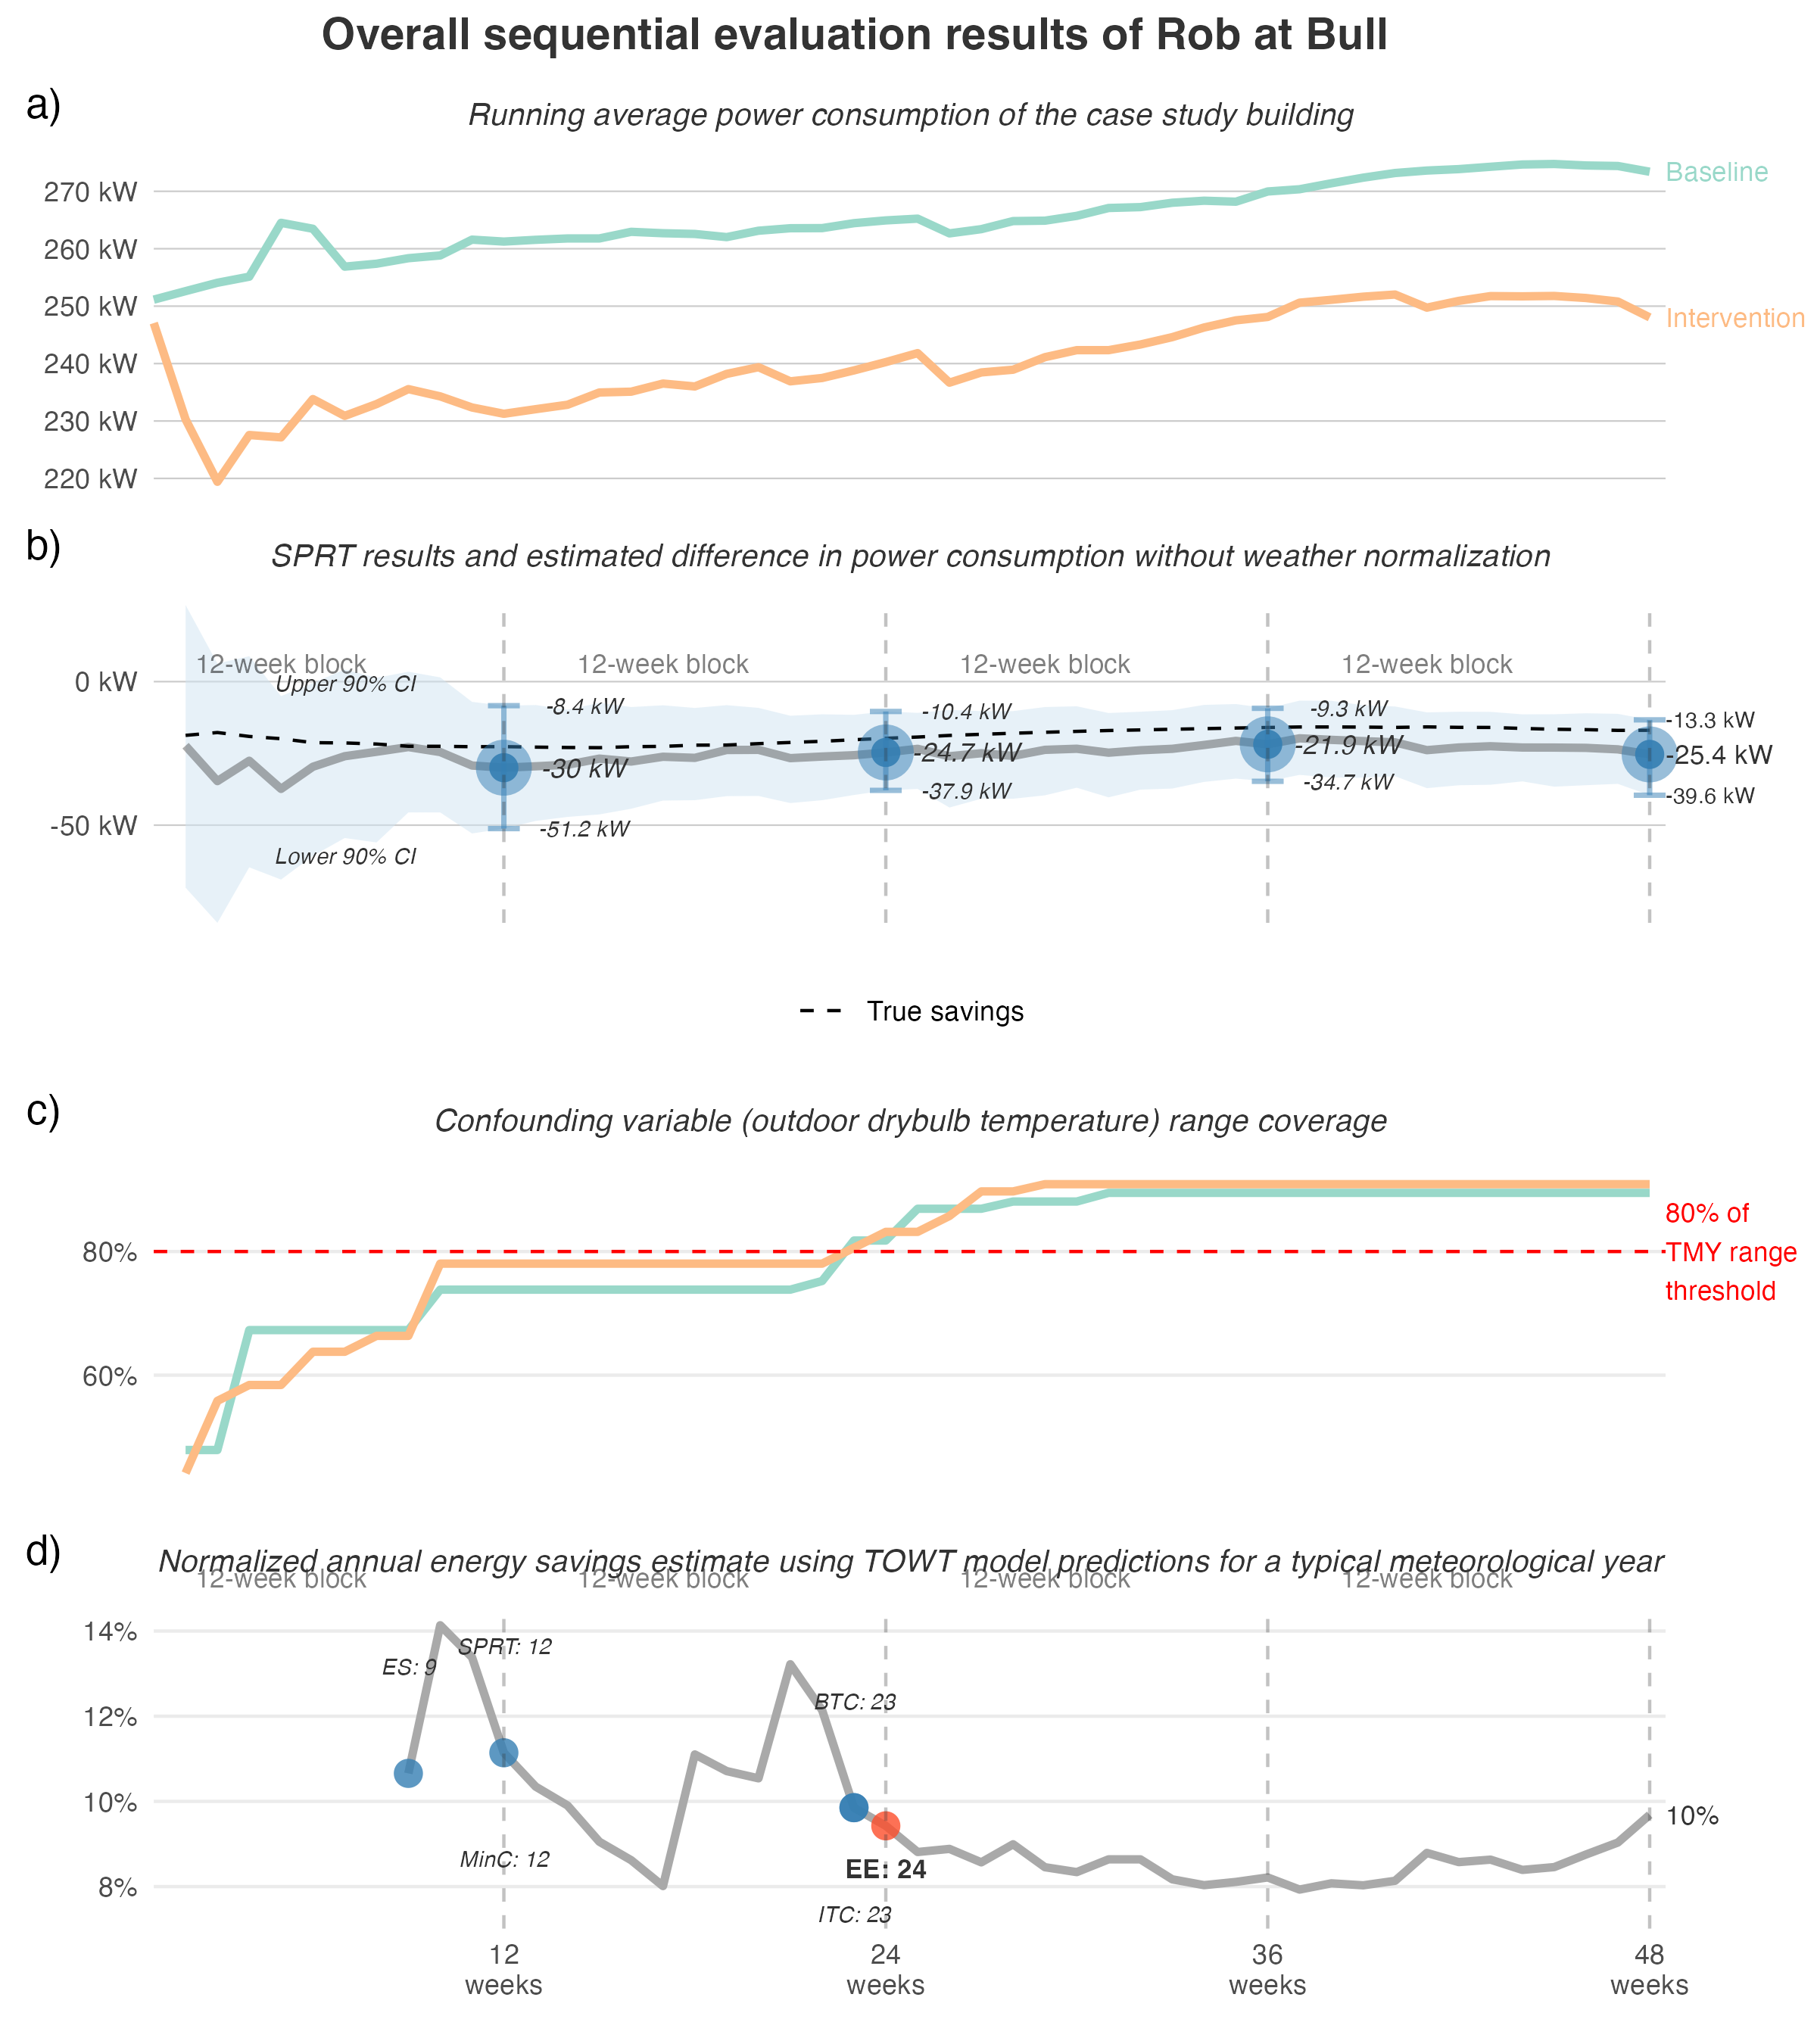 Overall sequential evaluation results of Rob at Bull
a)
Running average power consumption of the case study building
270 kW
260 kW
250 kW
240 kW
230 kW
220 kW
Baseline
Intervention
b)
SPRT results and estimated difference in power consumption without weather normalization
12-week block
12-week block
12-week block
12-week block
0 kW
-50 kW
Upper 90% CI
Lower 90% CI
-8.4 kW
-30 kW
-51.2 kW
-10.4 kW
-24.7 kW
-37.9 kW
-9.3 kW
-21.9 kW
-34.7 kW
-13.3 kW
-25.4 kW
-39.6 kW
True savings
c)
Confounding variable (outdoor drybulb temperature) range coverage
80%
60%
80% of
TMY range
threshold
d)
Normalized annual energy savings estimate using TOWT model predictions for a typical meteorological year
12-week block
12-week block
12-week block
12-week block
14%
12%
10%
8%
ES: 9
SPRT: 12
MinC: 12
BTC: 23
EE: 24
ITC: 23
10%
12
weeks
24
weeks
36
weeks
48
weeks